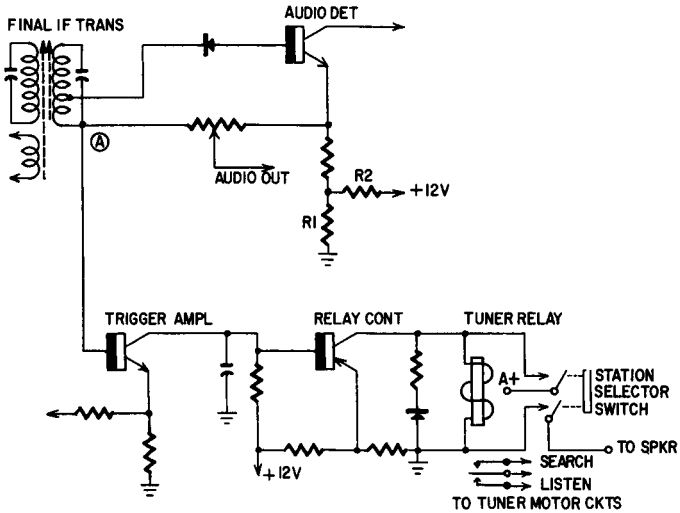 AUDIO DET
FINAL IF TRANS
A
AUDIO OUT
R2
+12V
R1
TRIGGER AMPL
RELAY CONT
TUNER RELAY
A+
STATION
SELECTOR
SWITCH
+12V
TO SPKR
SEARCH
LISTEN
TO TUNER MOTOR CKTS